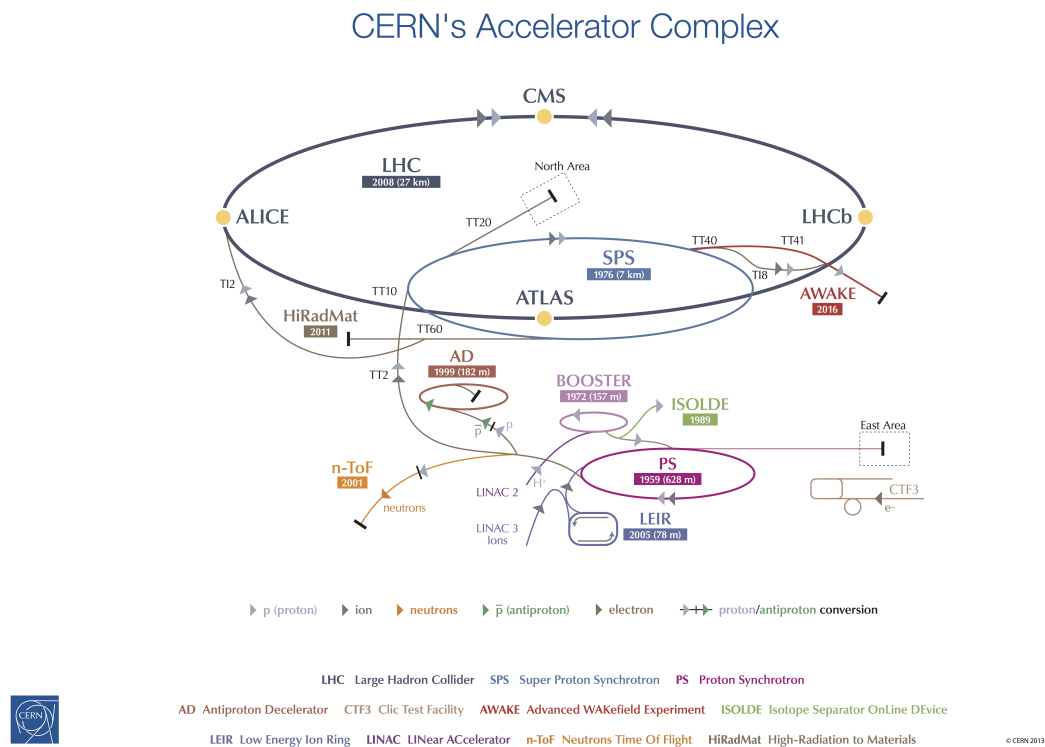 CERN's Accelerator Complex
CMS
LHC
2008 (27 km)
North Area
ALICE
LHCb
TT20
TT40
TT41
SPS
1976 (7 km)
TI8
TI2
TT10
ATLAS
AWAKE
2016
HiRadMat
2011
TT60
AD
1999 (182 m)
TT2
BOOSTER
1972 (157 m)
ISOLDE
1989
p̅
p
East Area
n-ToF
2001
PS
1959 (628 m)
H⁺
LINAC 2
neutrons
CTF3
e–
LINAC 3
Ions
LEIR
2005 (78 m)
p (proton)
ion
neutrons
p̅ (antiproton)
electron
proton/antiproton conversion
LHC Large Hadron Collider SPS Super Proton Synchrotron PS Proton Synchrotron
AD Antiproton Decelerator CTF3 Clic Test Facility AWAKE Advanced WAKefield Experiment ISOLDE Isotope Separator OnLine DEvice
LEIR Low Energy Ion Ring LINAC LINear ACcelerator n-ToF Neutrons Time Of Flight HiRadMat High-Radiation to Materials
CERN
© CERN 2013